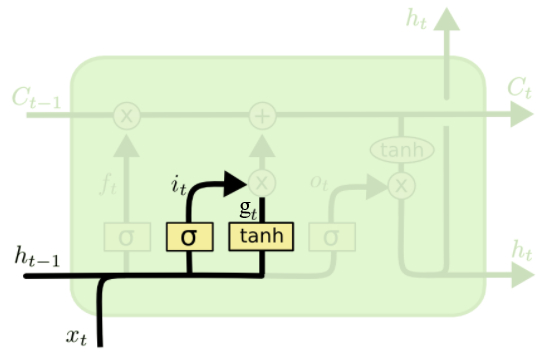 h_t
C_{t-1}
C_t
×
+
tanh
f_t
i_t
×
o_t
×
g_t
σ
σ
tanh
σ
h_{t-1}
h_t
x_t